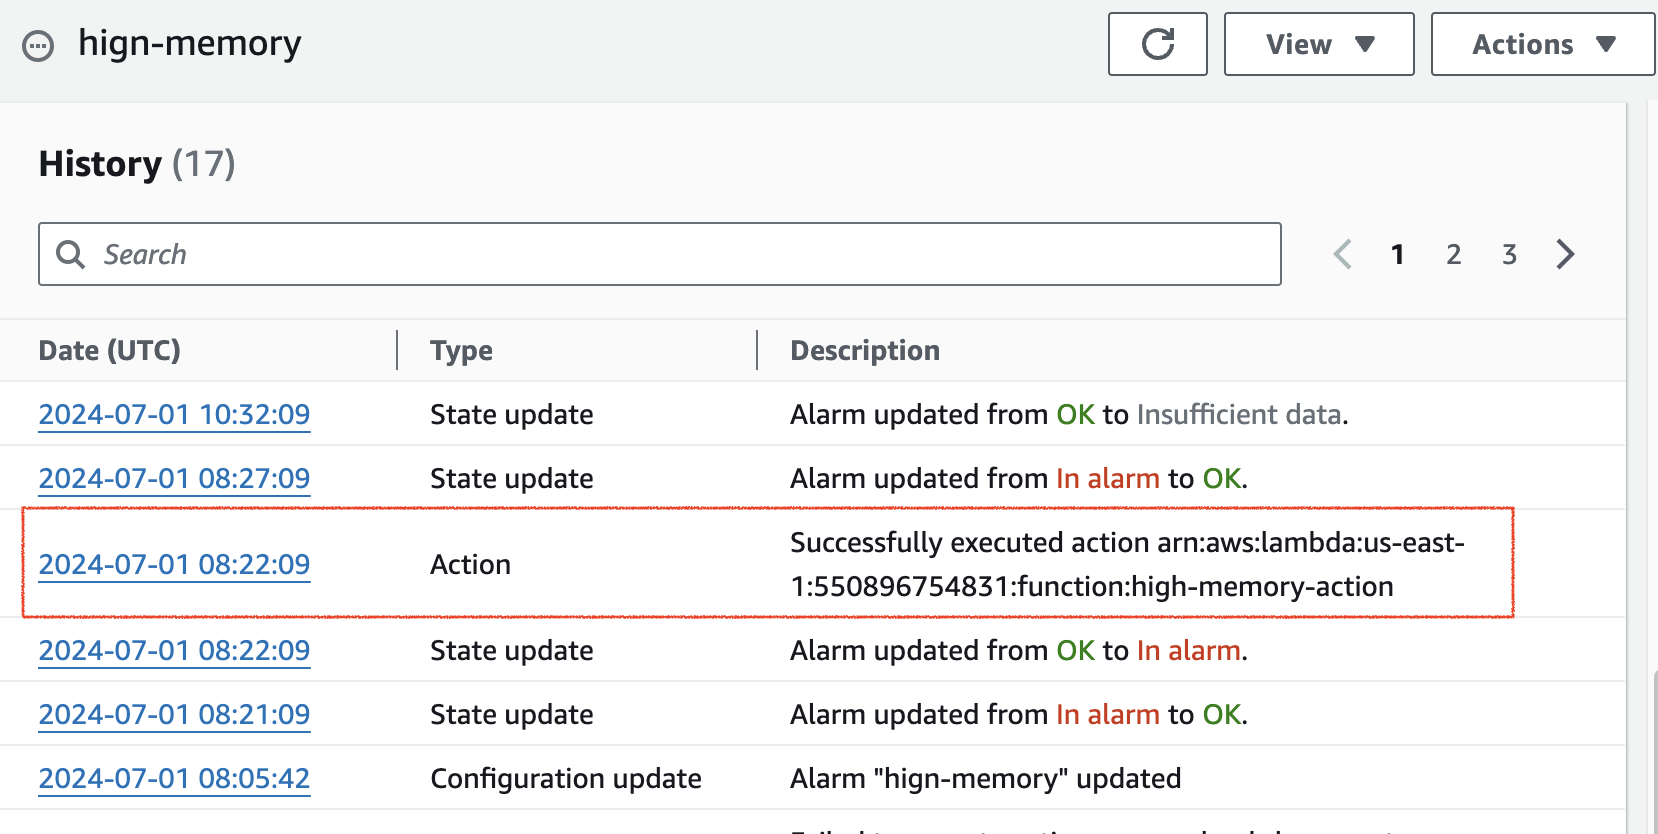 hign-memory
View
Actions
History (17)
Search
1 2 3
Date (UTC) Type Description
2024-07-01 10:32:09 State update Alarm updated from OK to Insufficient data.
2024-07-01 08:27:09 State update Alarm updated from In alarm to OK.
2024-07-01 08:22:09 Action Successfully executed action arn:aws:lambda:us-east-
1:550896754831:function:high-memory-action
2024-07-01 08:22:09 State update Alarm updated from OK to In alarm.
2024-07-01 08:21:09 State update Alarm updated from In alarm to OK.
2024-07-01 08:05:42 Configuration update Alarm "hign-memory" updated